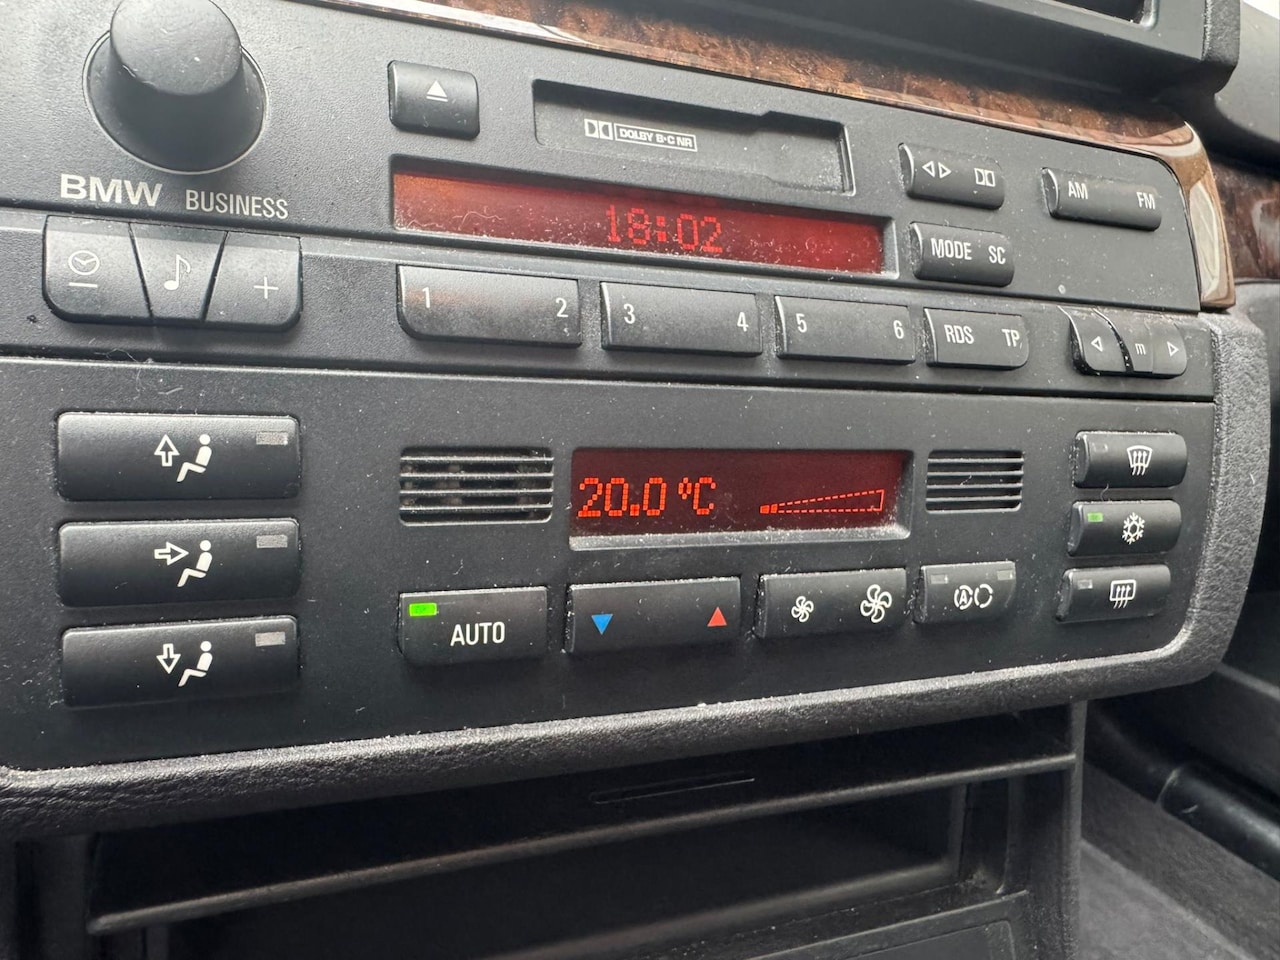 DOLBY B·C NR
AM FM
BMW BUSINESS
18:02
MODE SC
1 2 3 4 5 6 RDS TP m
20.0 ºC
AUTO
A